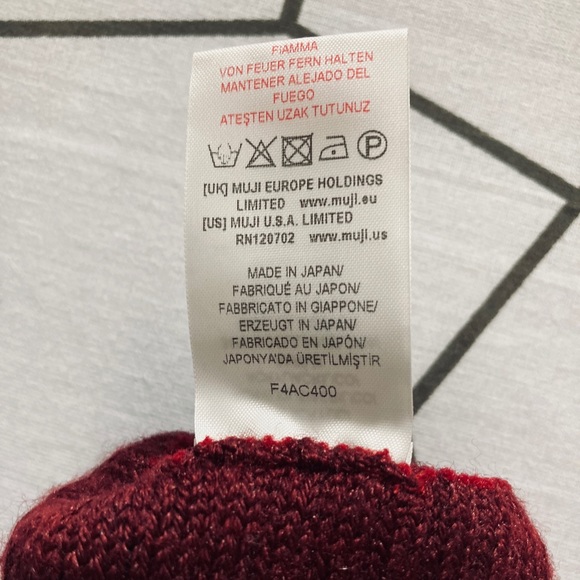 FIAMMA
VON FEUER FERN HALTEN
MANTENER ALEJADO DEL
FUEGO
ATEŞTEN UZAK TUTUNUZ
P
[UK] MUJI EUROPE HOLDINGS
LIMITED www.muji.eu
[US] MUJI U.S.A. LIMITED
RN120702 www.muji.us
MADE IN JAPAN/
FABRIQUÉ AU JAPON/
FABBRICATO IN GIAPPONE/
ERZEUGT IN JAPAN/
FABRICADO EN JAPÓN/
JAPONYA'DA ÜRETİLMİŞTİR
F4AC400